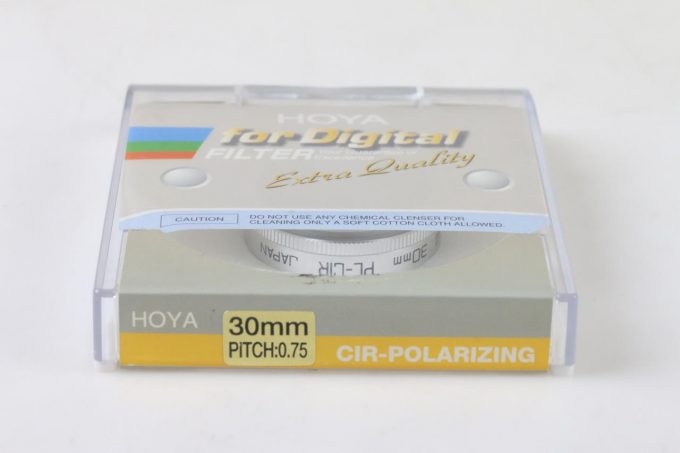 HOYA
for Digital
FILTER
Extra Quality
CAUTION
DO NOT USE ANY CHEMICAL CLENSER FOR
CLEANING ONLY A SOFT COTTON CLOTH ALLOWED.
30mm PL-CIR JAPAN
HOYA
30mm
PITCH:0.75
CIR-POLARIZING